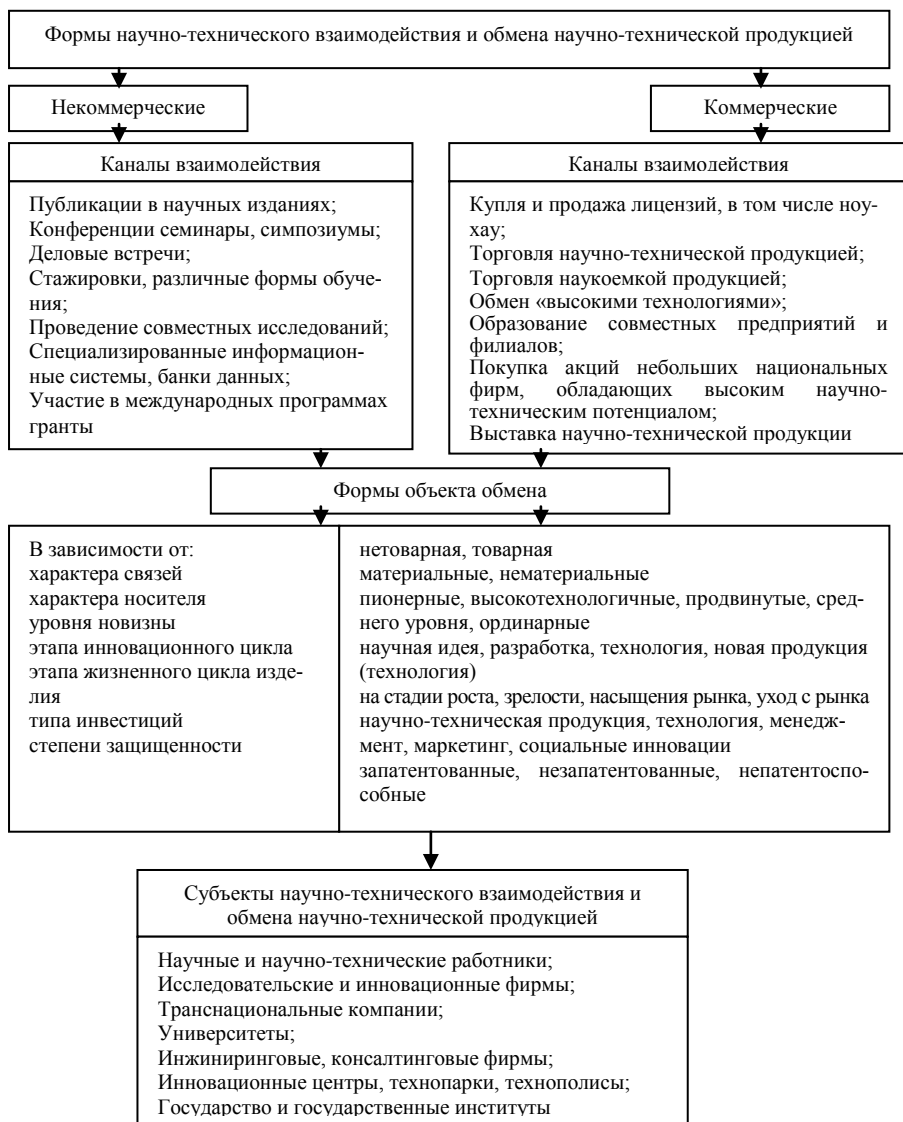 Формы научно-технического взаимодействия и обмена научно-технической продукцией
Некоммерческие
Коммерческие
Каналы взаимодействия
Публикации в научных изданиях;
Конференции семинары, симпозиумы;
Деловые встречи;
Стажировки, различные формы обуче-
ния;
Проведение совместных исследований;
Специализированные информацион-
ные системы, банки данных;
Участие в международных программах
гранты
Каналы взаимодействия
Купля и продажа лицензий, в том числе ноу-
хау;
Торговля научно-технической продукцией;
Торговля наукоемкой продукцией;
Обмен «высокими технологиями»;
Образование совместных предприятий и
филиалов;
Покупка акций небольших национальных
фирм, обладающих высоким научно-
техническим потенциалом;
Выставка научно-технической продукции
Формы объекта обмена
В зависимости от:
характера связей
характера носителя
уровня новизны
этапа инновационного цикла
этапа жизненного цикла изде-
лия
типа инвестиций
степени защищенности
нетоварная, товарная
материальные, нематериальные
пионерные, высокотехнологичные, продвинутые, сред-
него уровня, ординарные
научная идея, разработка, технология, новая продукция
(технология)
на стадии роста, зрелости, насыщения рынка, уход с рынка
научно-техническая продукция, технология, менедж-
мент, маркетинг, социальные инновации
запатентованные, незапатентованные, непатентоспо-
собные
Субъекты научно-технического взаимодействия и
обмена научно-технической продукцией
Научные и научно-технические работники;
Исследовательские и инновационные фирмы;
Транснациональные компании;
Университеты;
Инжиниринговые, консалтинговые фирмы;
Инновационные центры, технопарки, технополисы;
Государство и государственные институты